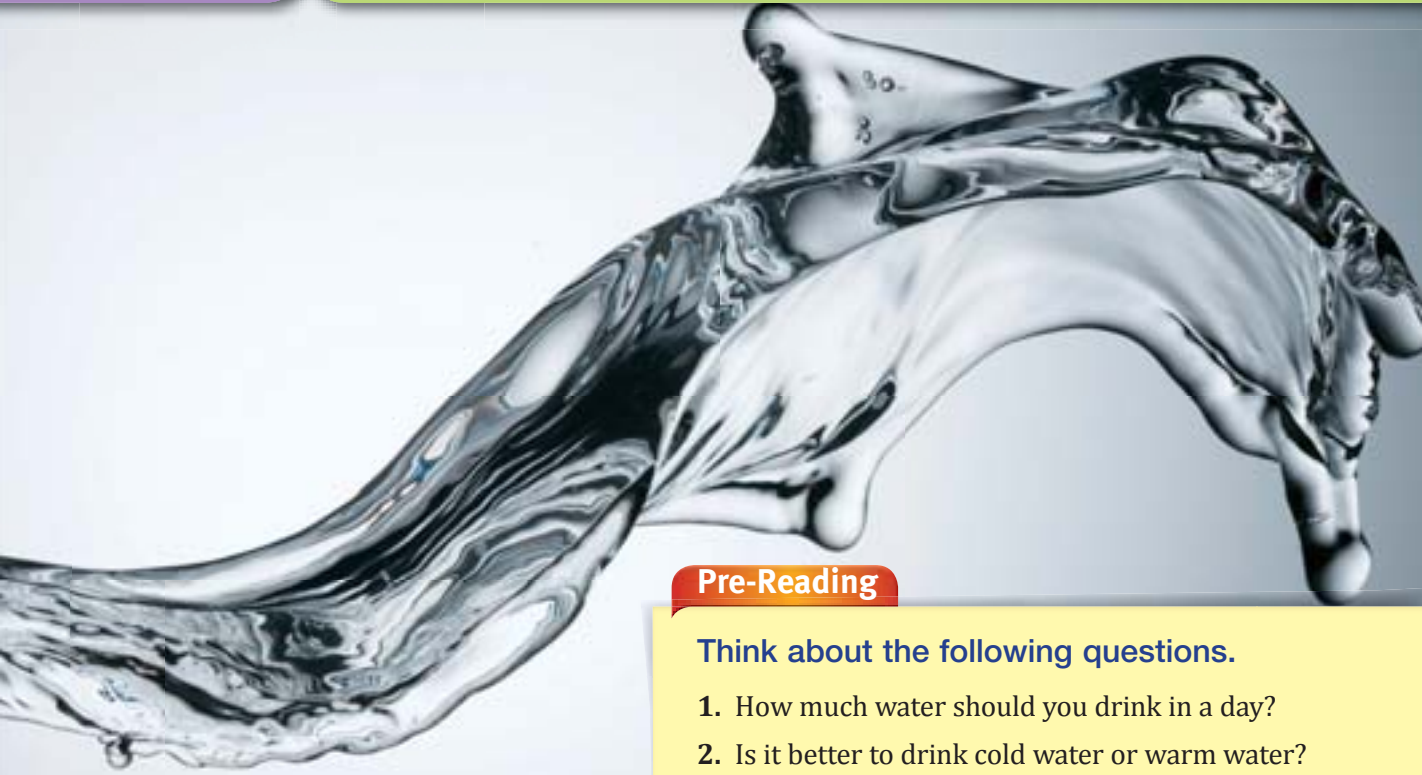 Pre-Reading
Think about the following questions.
1. How much water should you drink in a day?
2. Is it better to drink cold water or warm water?